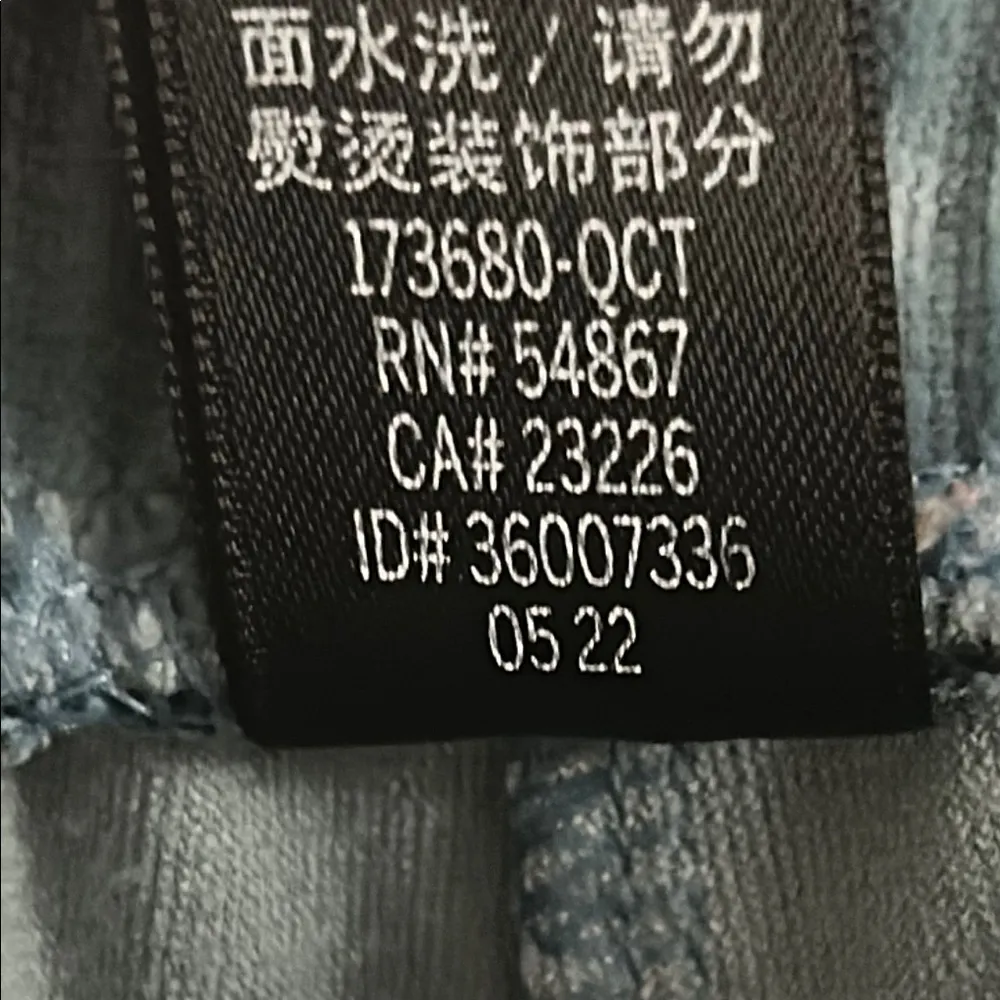 面水洗/请勿
熨烫装饰部分
173680-QCT
RN# 54867
CA# 23226
ID# 36007336
05 22